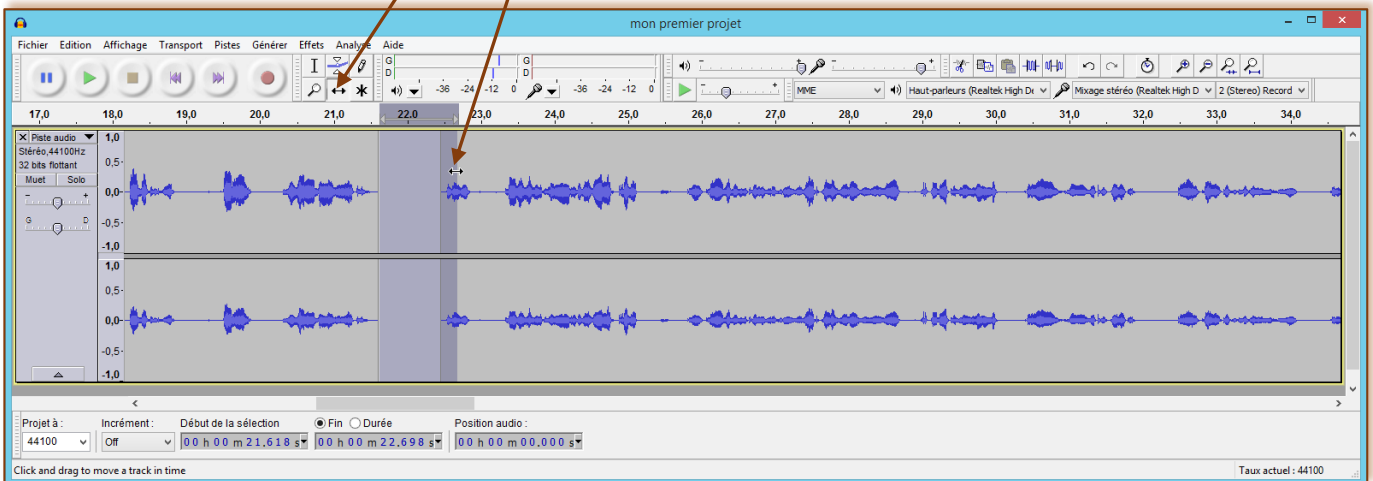 mon premier projet
Fichier Edition Affichage Transport Pistes Générer Effets Analyse Aide
G G
D D
-36 -24 -12 0 -36 -24 -12 0
MME Haut-parleurs (Realtek High De Mixage stéréo (Realtek High D 2 (Stereo) Record
17,0 18,0 19,0 20,0 21,0 22,0 23,0 24,0 25,0 26,0 27,0 28,0 29,0 30,0 31,0 32,0 33,0 34,0
Piste audio 1,0
Stéréo,44100Hz
32 bits flottant 0,5
Muet Solo
- + 0,0
G D -0,5
-1,0
1,0
0,5
0,0
-0,5
-1,0
Projet à : Incrément : Début de la sélection Fin Durée Position audio :
44100 Off 00 h 00 m 21,618 s 00 h 00 m 22,698 s 00 h 00 m 00,000 s
Click and drag to move a track in time Taux actuel : 44100